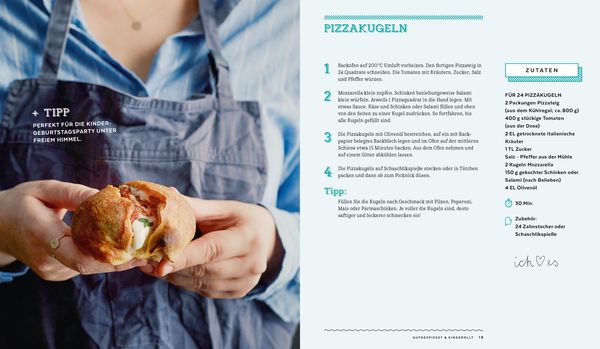 + TIPP
PERFEKT FÜR DIE KINDER-
GEBURTSTAGSPARTY UNTER
FREIEM HIMMEL.
PIZZAKUGELN
1 Backofen auf 200 °C Umluft vorheizen. Den fertigen Pizzateig in
24 Quadrate schneiden. Die Tomaten mit Kräutern, Zucker, Salz
und Pfeffer würzen.
2 Mozzarella klein zupfen. Schinken beziehungsweise Salami
klein würfeln. Jeweils 1 Pizzaquadrat in die Hand legen. Mit
etwas Sauce, Käse und Schinken oder Salami füllen und oben
von den Seiten zu einer Kugel zudrücken. So fortfahren, bis
alle Kugeln gefüllt sind.
3 Die Pizzakugeln mit Olivenöl bestreichen, auf ein mit Back-
papier belegtes Backblech legen und im Ofen auf der mittleren
Schiene etwa 15 Minuten backen. Aus dem Ofen nehmen und
auf einem Gitter abkühlen lassen.
4 Die Pizzakugeln auf Schaschlikspieße stecken oder in Tütchen
packen und dann ab zum Picknick düsen.
Tipp:
Füllen Sie die Kugeln nach Geschmack mit Pilzen, Peperoni,
Mais oder Parmaschinken. Je voller die Kugeln sind, desto
saftiger und leckerer schmecken sie!
ZUTATEN
FÜR 24 PIZZAKUGELN
2 Packungen Pizzateig
(aus dem Kühlregal; ca. 800 g)
400 g stückige Tomaten
(aus der Dose)
2 EL getrocknete italienische
Kräuter
1 TL Zucker
Salz - Pfeffer aus der Mühle
2 Kugeln Mozzarella
150 g gekochter Schinken oder
Salami (nach Belieben)
4 EL Olivenöl
30 Min.
Zubehör:
24 Zahnstocher oder
Schaschlikspieße
ich♡es
AUFGESPIESST & EINGEROLLT 19